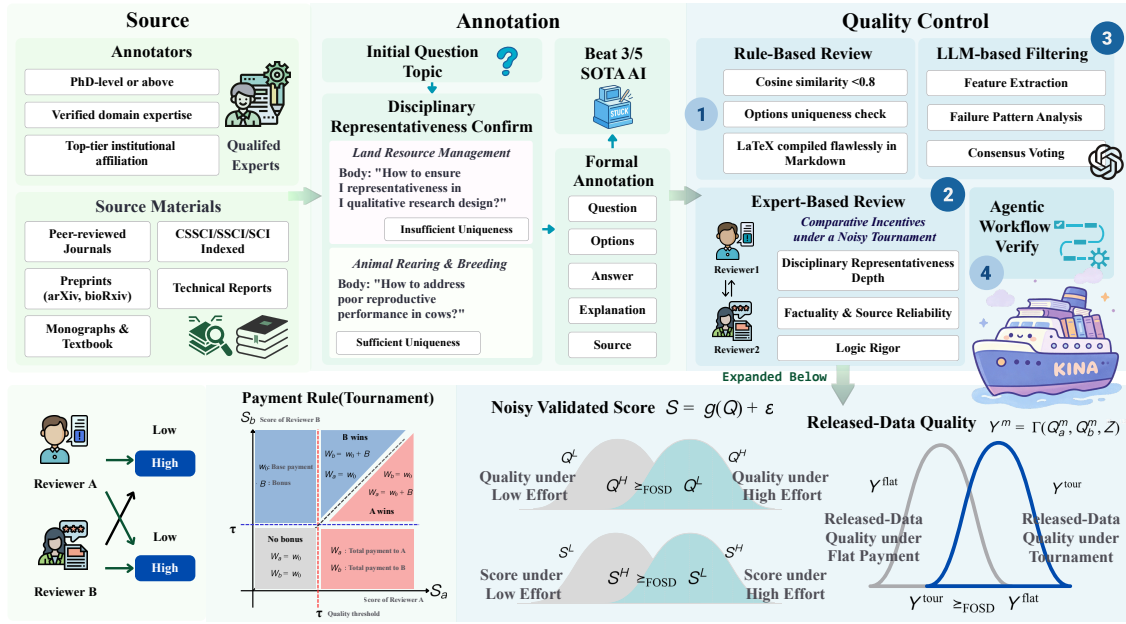 Source
Annotators
PhD-level or above
Verified domain expertise
Top-tier institutional
affiliation
Qualifed
Experts
Source Materials
Peer-reviewed
Journals
CSSCI/SSCI/SCI
Indexed
Preprints
(arXiv, bioRxiv)
Technical Reports
Monographs &
Textbook
Annotation
Initial Question
Topic
?
Disciplinary
Representativeness Confirm
Land Resource Management
Body: "How to ensure
I representativeness in
I qualitative research design?"
Insufficient Uniqueness
Animal Rearing & Breeding
Body: "How to address
poor reproductive
performance in cows?"
Sufficient Uniqueness
Beat 3/5
SOTA AI
STUCK
Formal
Annotation
Question
Options
Answer
Explanation
Source
Quality Control
1
Rule-Based Review
Cosine similarity <0.8
Options uniqueness check
LaTeX compiled flawlessly in
Markdown
3
LLM-based Filtering
Feature Extraction
Failure Pattern Analysis
Consensus Voting
2
Expert-Based Review
Comparative Incentives
under a Noisy Tournament
Reviewer1
Reviewer2
Disciplinary Representativeness
Depth
Factuality & Source Reliability
Logic Rigor
Agentic
Workflow
Verify
4
KINA
Expanded Below
Reviewer A
Reviewer B
Low
High
Low
High
Payment Rule(Tournament)
S_b Score of Reviewer B
w₀: Base payment
B : Bonus
B wins
W_b = w₀ + B
W_a = w₀
W_b = w₀
W_a = w₀ + B
A wins
τ
No bonus
W_a = w₀
W_b = w₀
W_a : Total payment to A
W_b : Total payment to B
S_a
Score of Reviewer A
τ Quality threshold
Noisy Validated Score S = g(Q) + ε
Q^L
Q^H
Quality under
Low Effort
Q^H ≥_FOSD Q^L
Quality under
High Effort
S^L
S^H
Score under
Low Effort
S^H ≥_FOSD S^L
Score under
High Effort
Released-Data Quality Y^m = Γ(Q_a^m, Q_b^m, Z)
Y^flat
Y^tour
Released-Data
Quality under
Flat Payment
Released-Data
Quality under
Tournament
Y^tour ≥_FOSD Y^flat